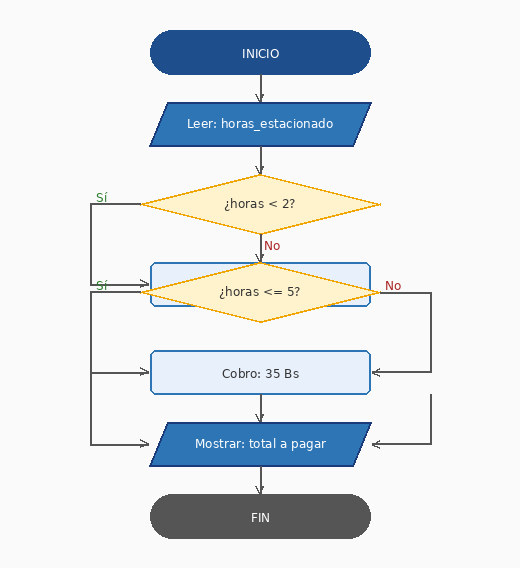 INICIO
Leer: horas_estacionado
Sí
¿horas < 2?
No
Sí
¿horas <= 5?
No
Cobro: 35 Bs
Mostrar: total a pagar
FIN